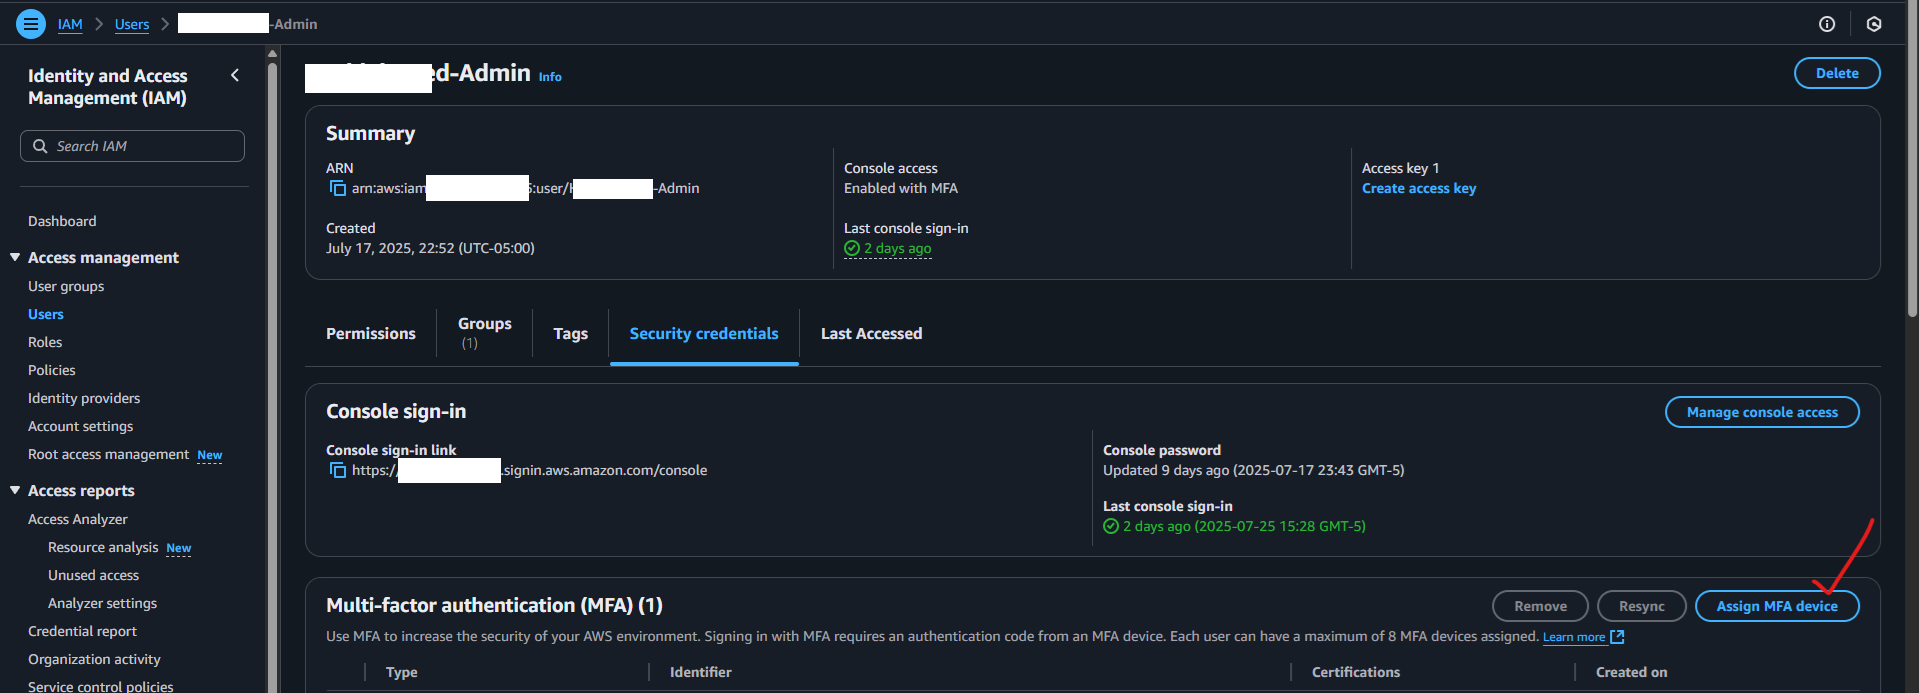 IAM > Users > -Admin
d-Admin Info
Delete
Identity and Access
Management (IAM)
Search IAM
Dashboard
Access management
User groups
Users
Roles
Policies
Identity providers
Account settings
Root access management New
Access reports
Access Analyzer
Resource analysis New
Unused access
Analyzer settings
Credential report
Organization activity
Service control policies
Summary
ARN
arn:aws:iam :user/ -Admin
Created
July 17, 2025, 22:52 (UTC-05:00)
Console access
Enabled with MFA
Last console sign-in
2 days ago
Access key 1
Create access key
Permissions
Groups
(1)
Tags
Security credentials
Last Accessed
Console sign-in
Manage console access
Console sign-in link
https:/ .signin.aws.amazon.com/console
Console password
Updated 9 days ago (2025-07-17 23:43 GMT-5)
Last console sign-in
2 days ago (2025-07-25 15:28 GMT-5)
Multi-factor authentication (MFA) (1)
Remove
Resync
Assign MFA device
Use MFA to increase the security of your AWS environment. Signing in with MFA requires an authentication code from an MFA device. Each user can have a maximum of 8 MFA devices assigned. Learn more
Type
Identifier
Certifications
Created on